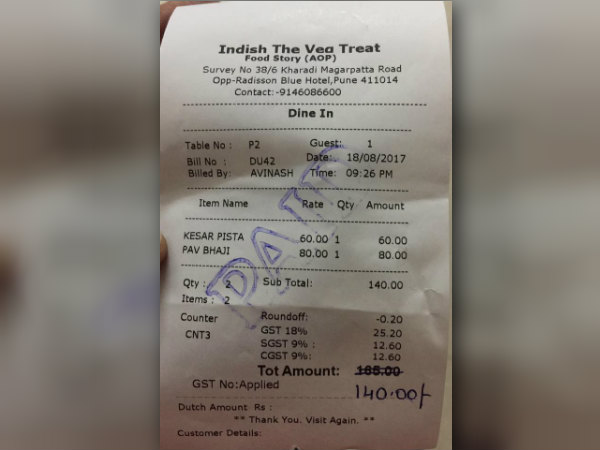 Indish The Veg Treat
Food Story (AOP)
Survey No 38/6 Kharadi Magarpatta Road
Opp-Radisson Blue Hotel,Pune 411014
Contact:-9146086600
Dine In
Table No : P2 Guest: 1
Bill No : DU42 Date: 18/08/2017
Billed By: AVINASH Time: 09:26 PM
Item Name Rate Qty Amount
KESAR PISTA 60.00 1 60.00
PAV BHAJI 80.00 1 80.00
Qty : 2 Sub Total: 140.00
Items : 2
Counter Roundoff: -0.20
CNT3 GST 18% 25.20
SGST 9% : 12.60
CGST 9%: 12.60
Tot Amount: 165.00
GST No:Applied 140.00/-
Dutch Amount Rs :
** Thank You. Visit Again. **
Customer Details:
PAID